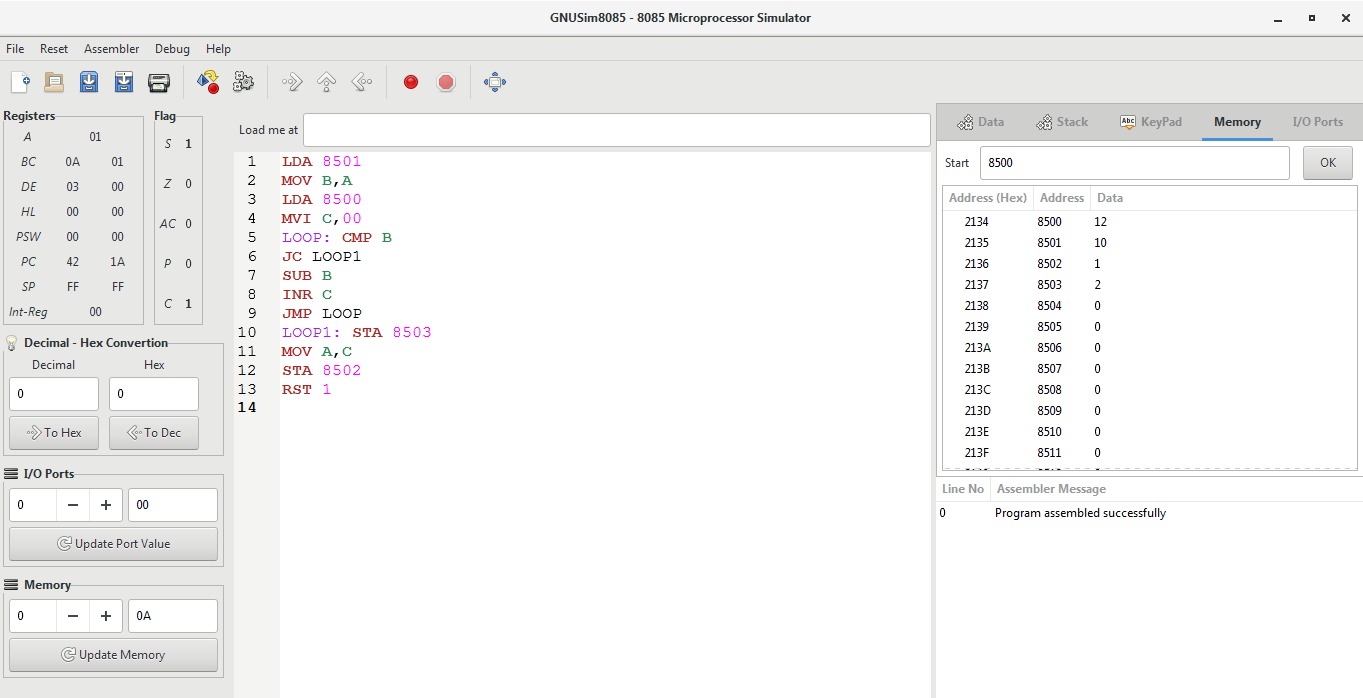 GNUSim8085 - 8085 Microprocessor Simulator
File Reset Assembler Debug Help
Registers
A 01
BC 0A 01
DE 03 00
HL 00 00
PSW 00 00
PC 42 1A
SP FF FF
Int-Reg 00
Flag
S 1
Z 0
AC 0
P 0
C 1
Decimal - Hex Convertion
Decimal Hex
0 0
To Hex To Dec
I/O Ports
0 − + 00
Update Port Value
Memory
0 − + 0A
Update Memory
Load me at
1 LDA 8501
2 MOV B,A
3 LDA 8500
4 MVI C,00
5 LOOP: CMP B
6 JC LOOP1
7 SUB B
8 INR C
9 JMP LOOP
10 LOOP1: STA 8503
11 MOV A,C
12 STA 8502
13 RST 1
14
Data Stack Abc KeyPad Memory I/O Ports
Start 8500 OK
Address (Hex) Address Data
2134 8500 12
2135 8501 10
2136 8502 1
2137 8503 2
2138 8504 0
2139 8505 0
213A 8506 0
213B 8507 0
213C 8508 0
213D 8509 0
213E 8510 0
213F 8511 0
Line No Assembler Message
0 Program assembled successfully